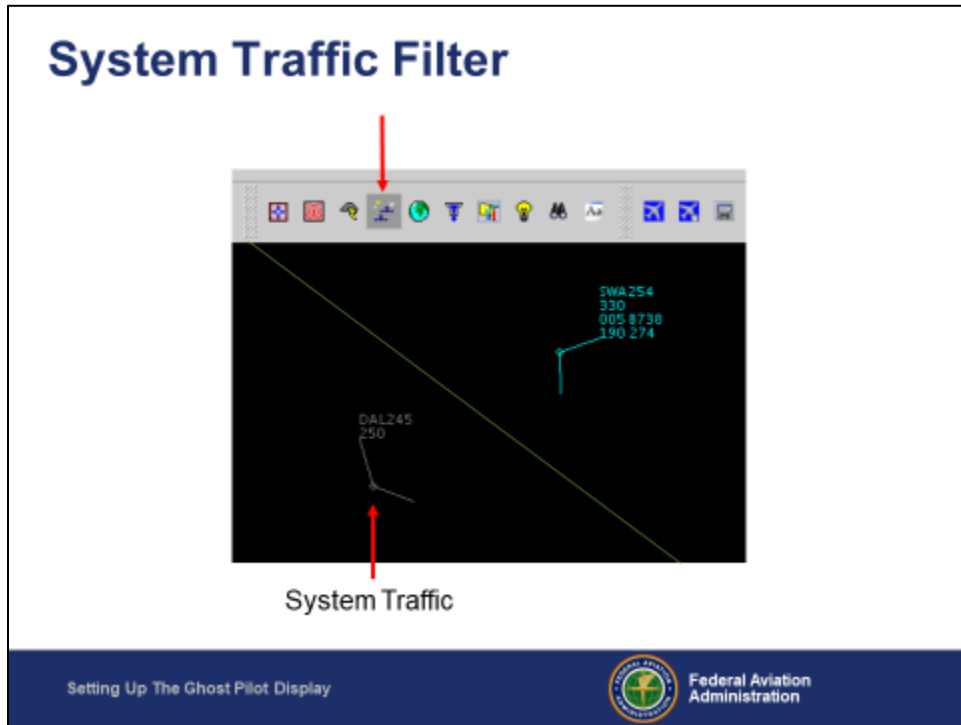 System Traffic Filter
Aa
SWA254
330
005 8738
190 274
DAL245
250
System Traffic
Setting Up The Ghost Pilot Display
Federal Aviation
Administration